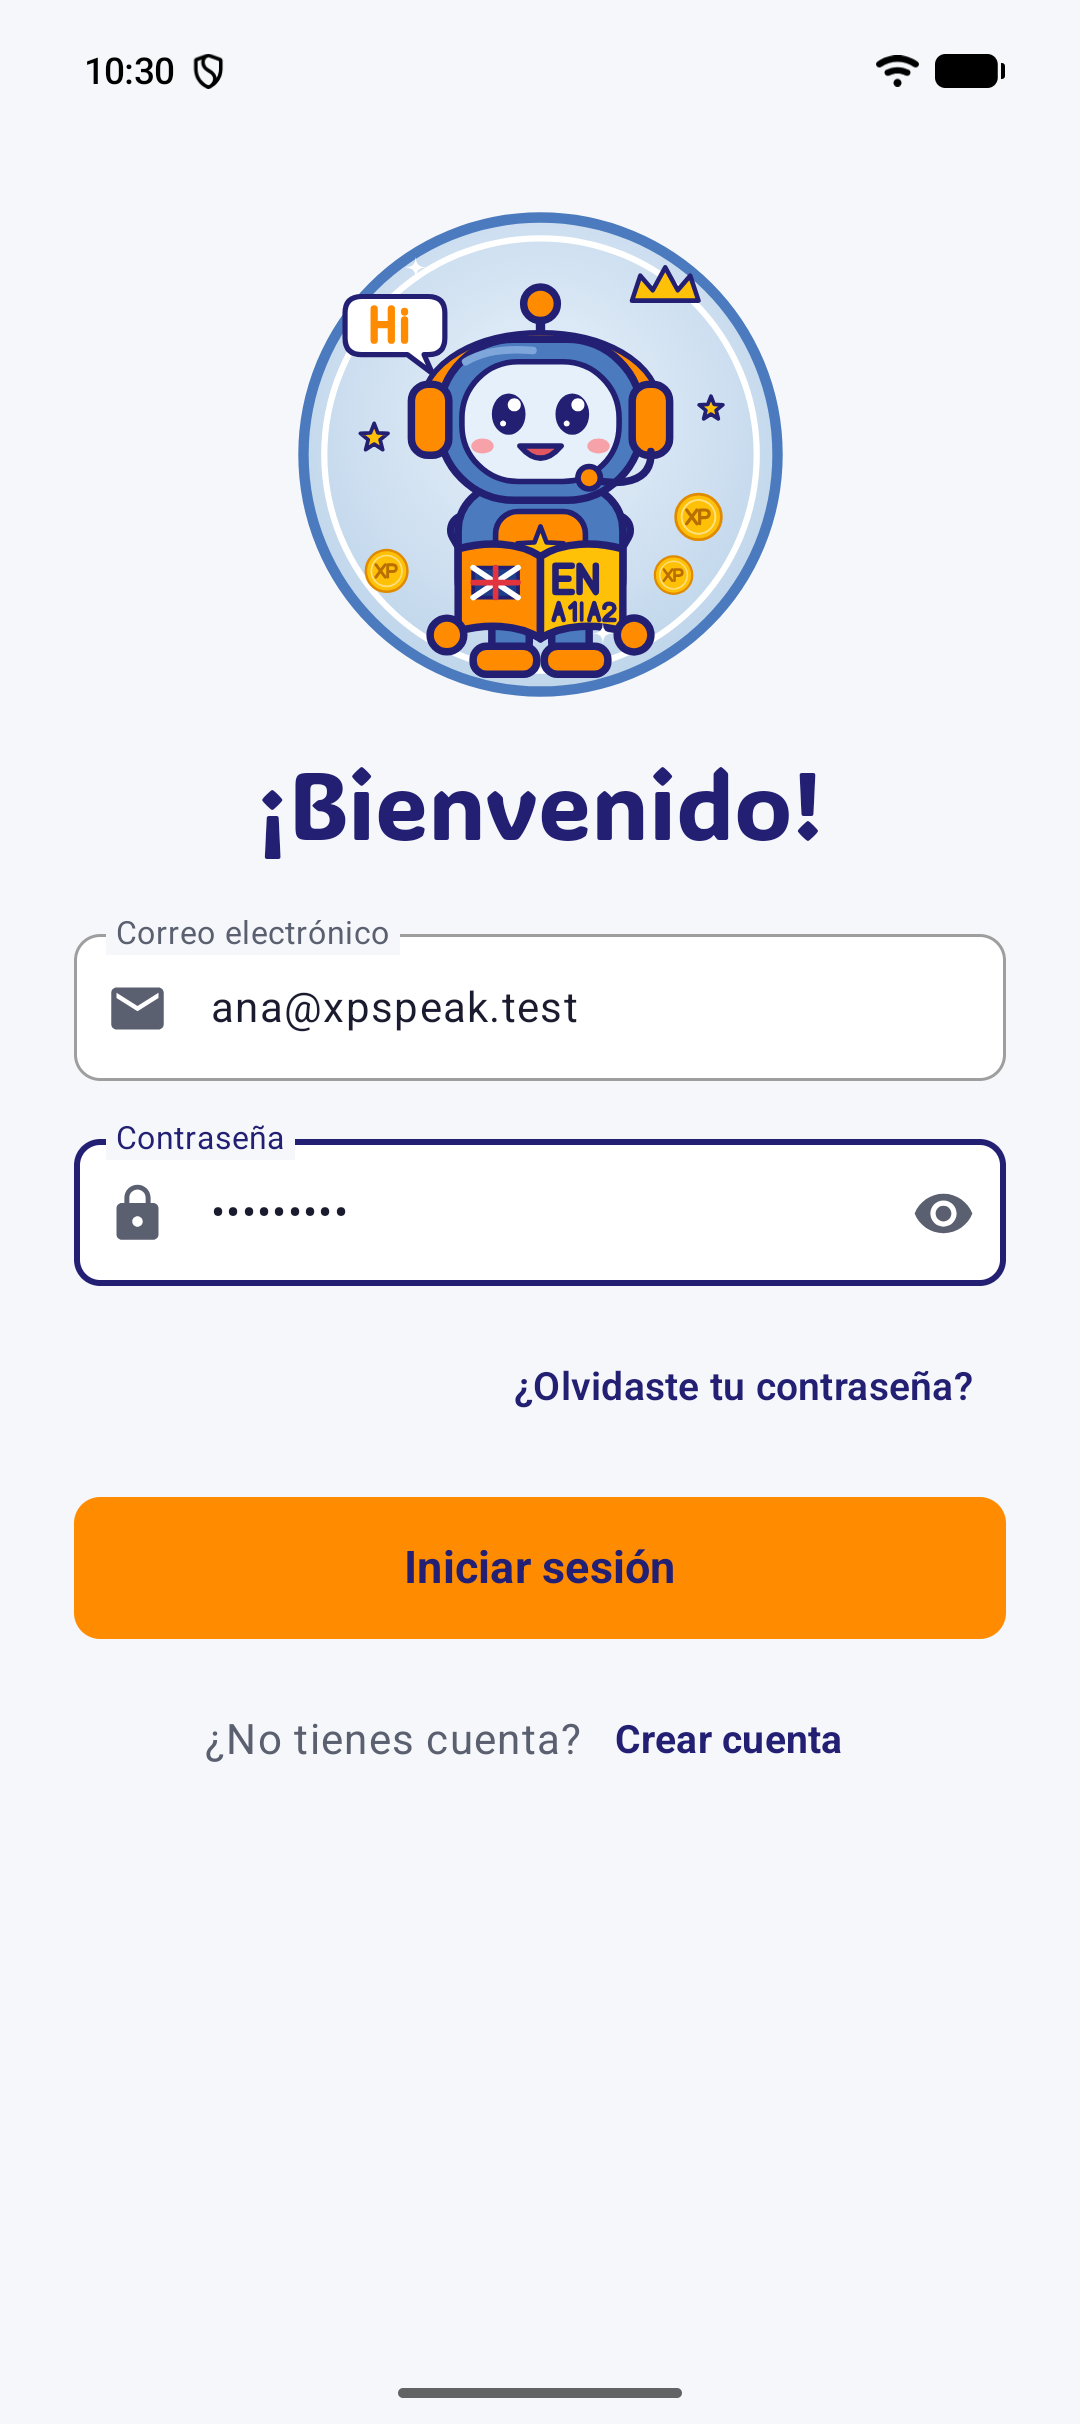 10:30
Hi
XP
XP
XP
EN
A1|A2
¡Bienvenido!
Correo electrónico
ana@xpspeak.test
Contraseña
•••••••••
¿Olvidaste tu contraseña?
Iniciar sesión
¿No tienes cuenta? Crear cuenta